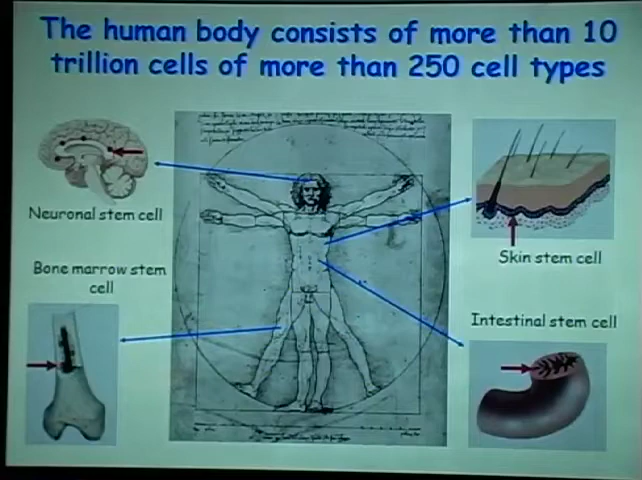 The human body consists of more than 10
trillion cells of more than 250 cell types
Neuronal stem cell
Bone marrow stem
cell
Skin stem cell
Intestinal stem cell